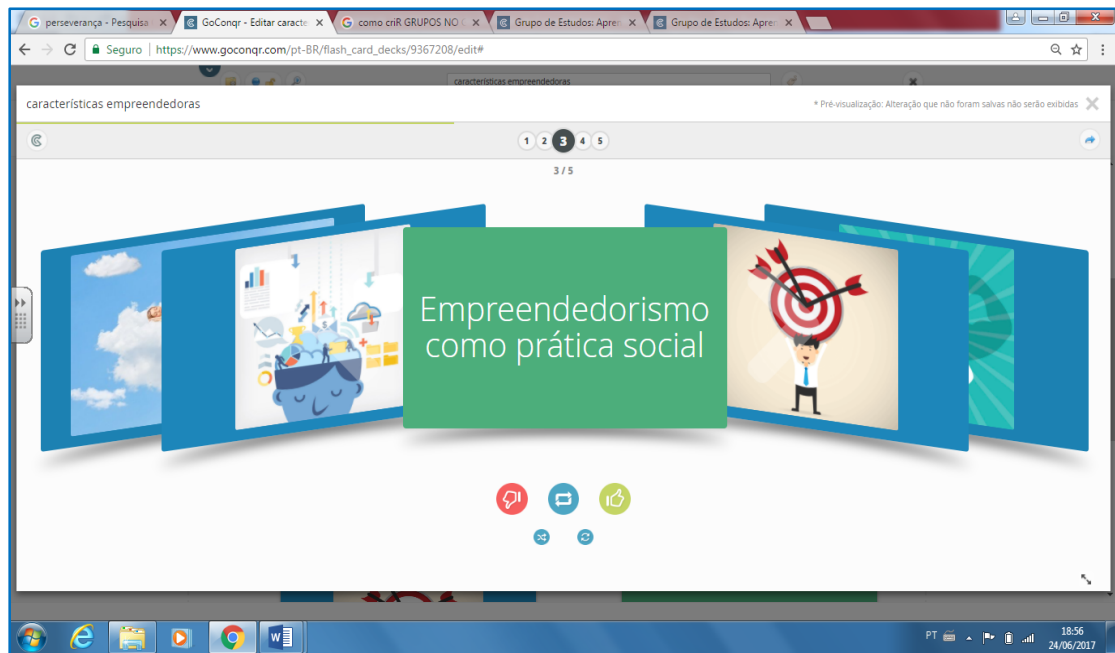 perseverança - Pesquisa
GoConqr - Editar caracte
como criR GRUPOS NO
Grupo de Estudos: Apren
Grupo de Estudos: Apren
Seguro | https://www.goconqr.com/pt-BR/flash_card_decks/9367208/edit#
características empreendedoras
características empreendedoras
* Pré-visualização: Alteração que não foram salvas não serão exibidas
1 2 3 4 5
3 / 5
Empreendedorismo
como prática social
PT
18:56
24/06/2017